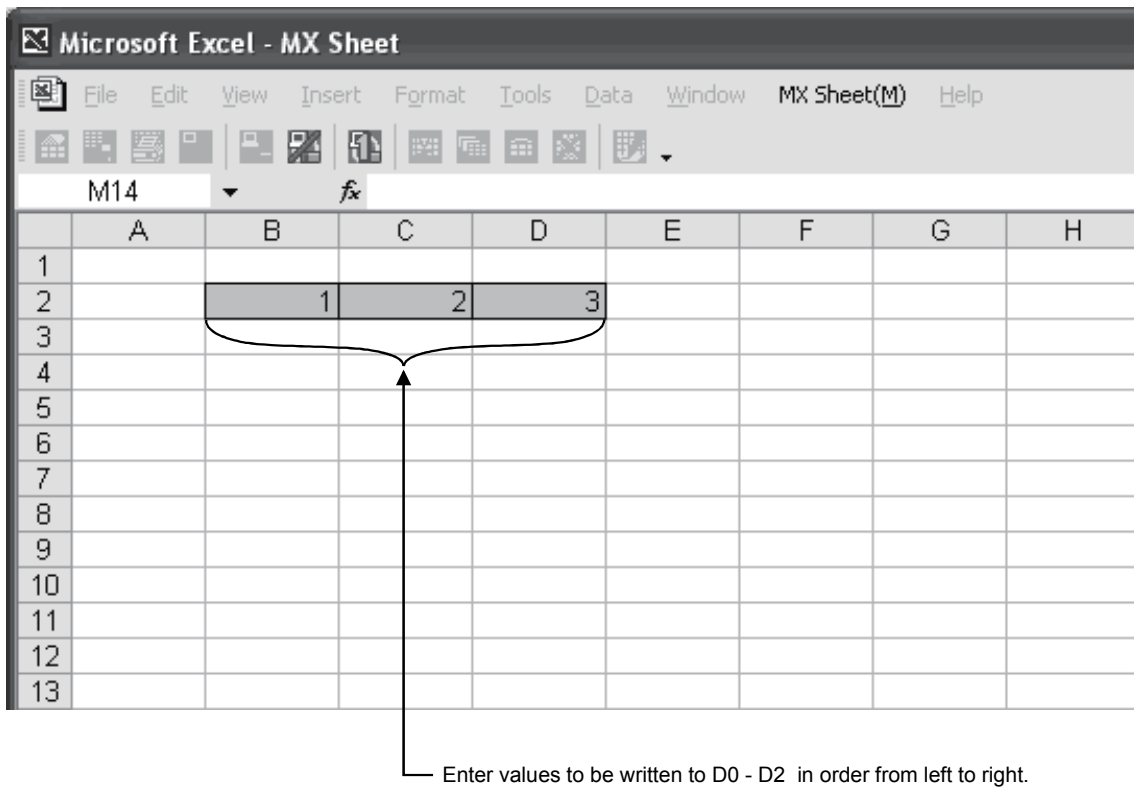 Microsoft Excel - MX Sheet
File Edit View Insert Format Tools Data Window MX Sheet(M) Help
M14 fx
A B C D E F G H
1
2 1 2 3
3
4
5
6
7
8
9
10
11
12
13
Enter values to be written to D0 - D2 in order from left to right.